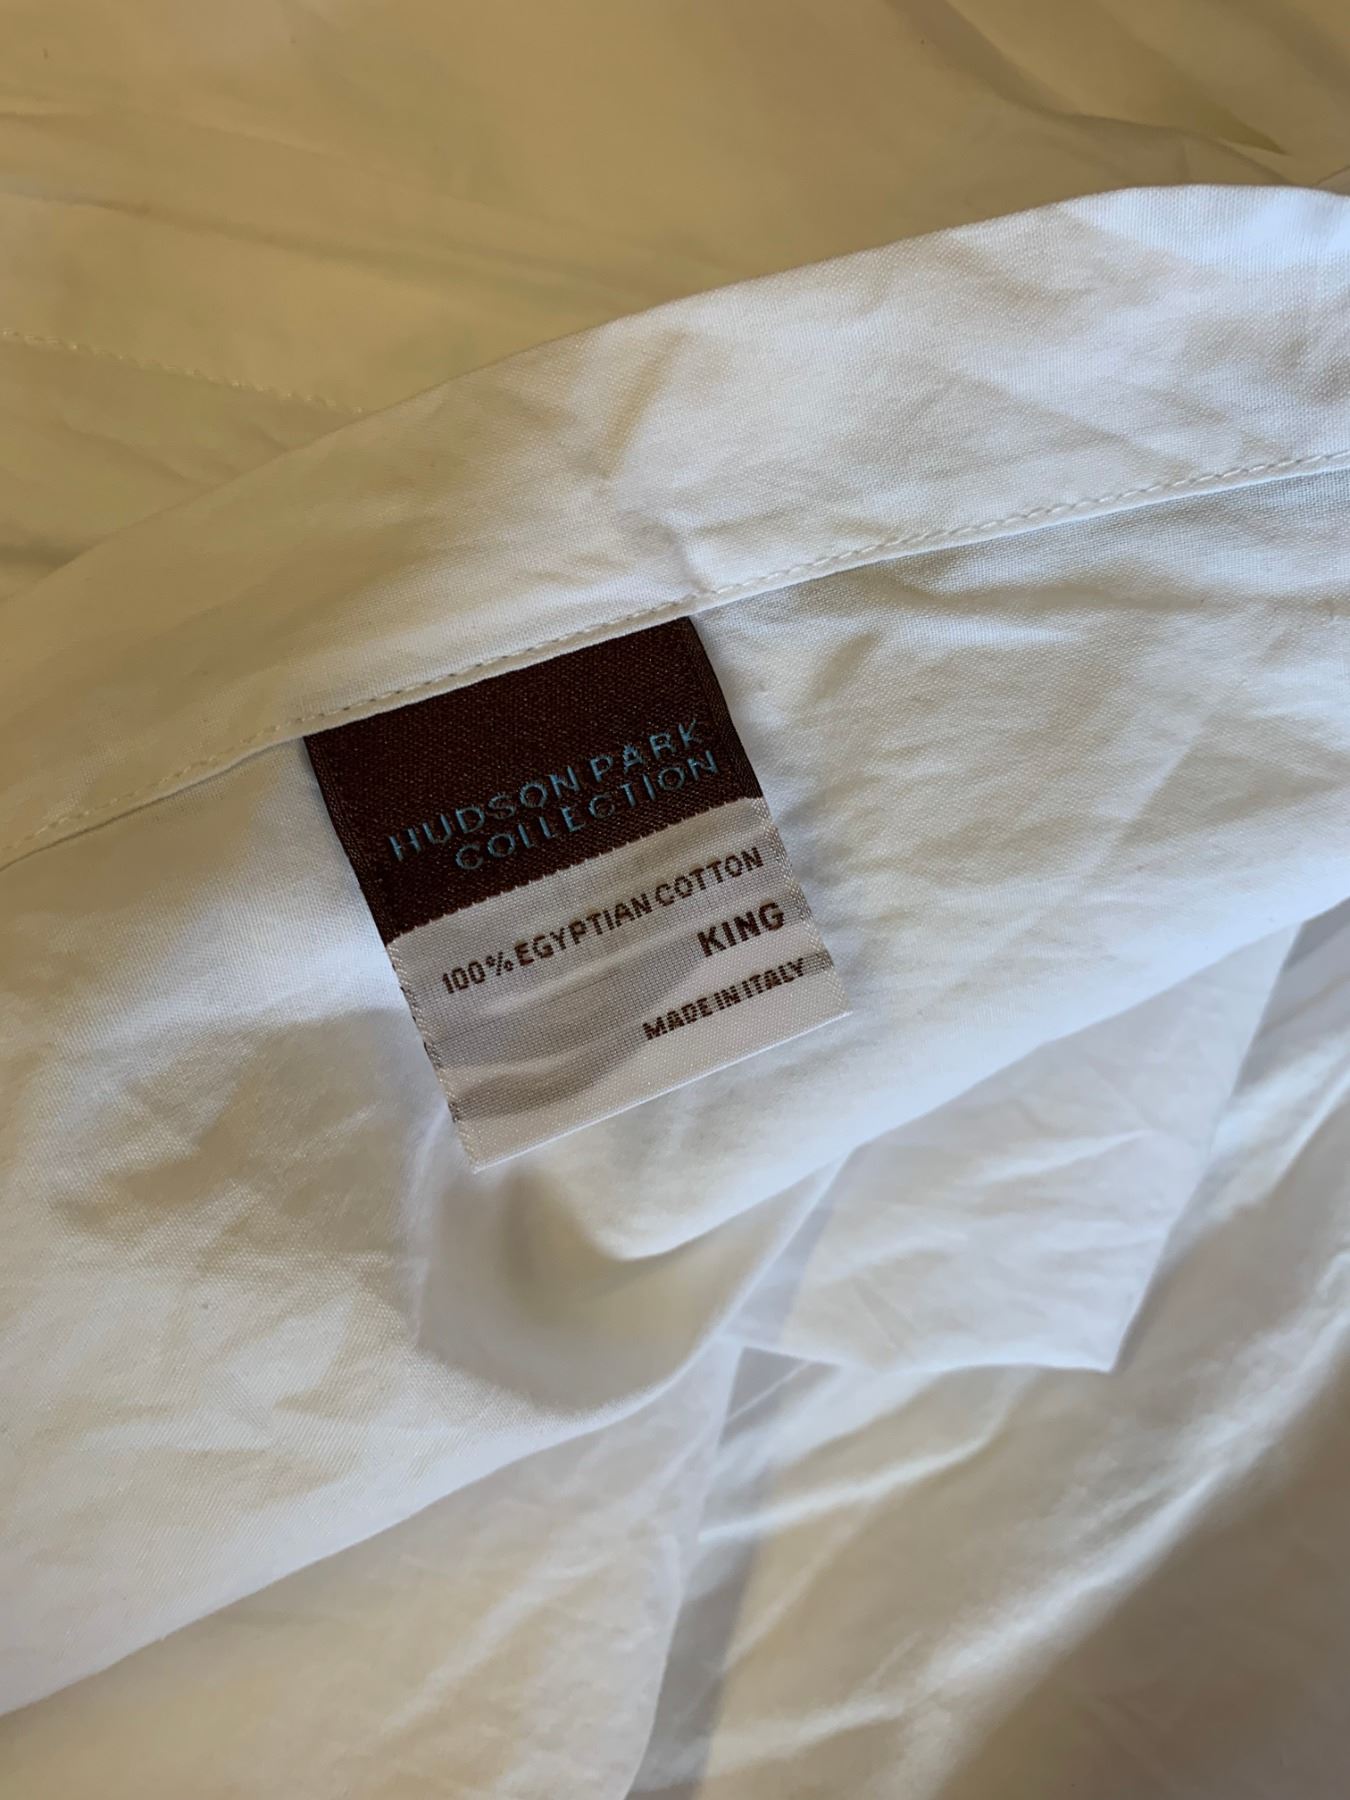 HUDSON PARK
COLLECTION
100% EGYPTIAN COTTON
KING
MADE IN ITALY